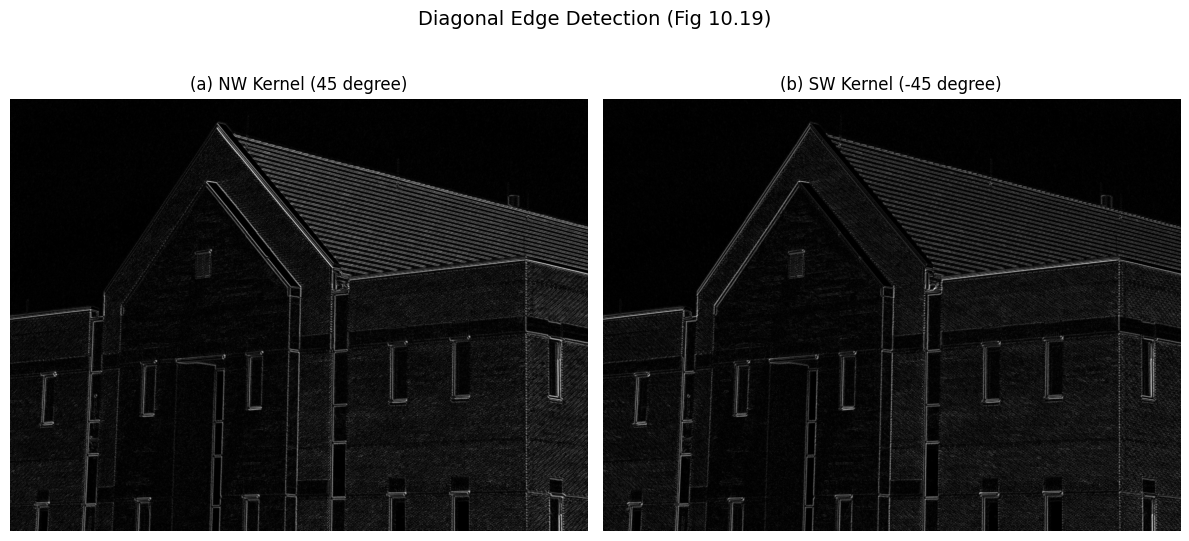 Diagonal Edge Detection (Fig 10.19)
(a) NW Kernel (45 degree)
(b) SW Kernel (-45 degree)